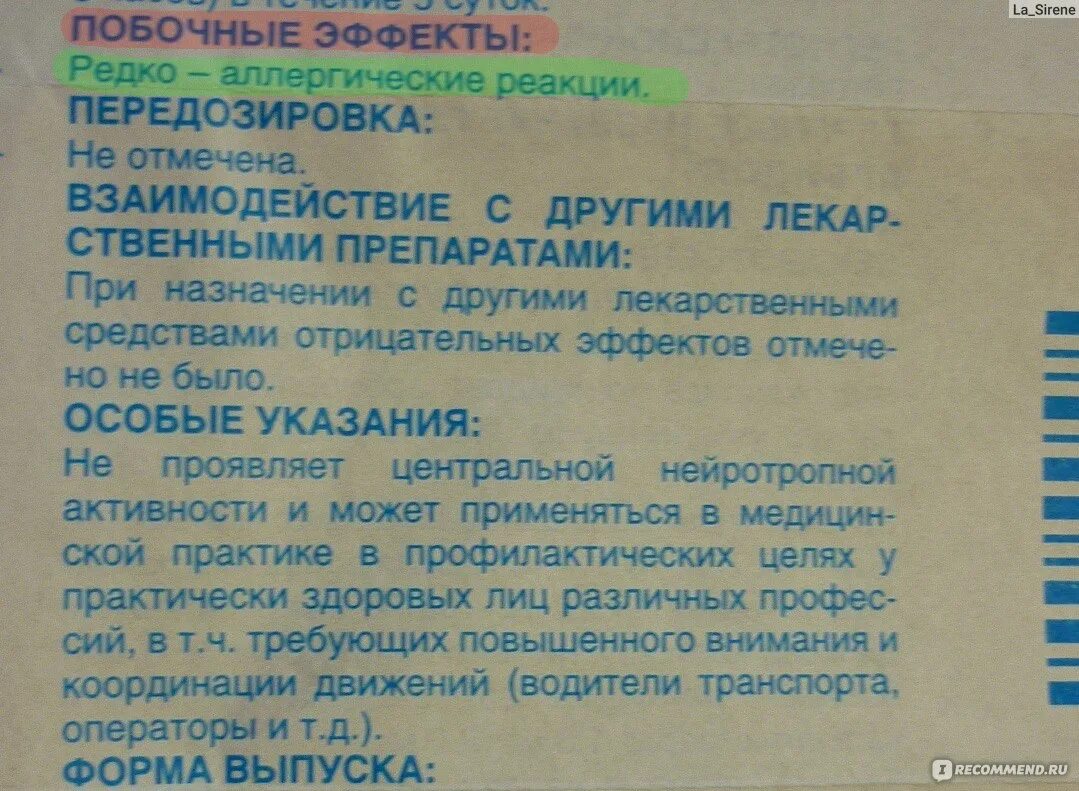 La_Sirene
в течение 5 суток.
ПОБОЧНЫЕ ЭФФЕКТЫ:
Редко – аллергические реакции.
ПЕРЕДОЗИРОВКА:
Не отмечена.
ВЗАИМОДЕЙСТВИЕ С ДРУГИМИ ЛЕКАР-
СТВЕННЫМИ ПРЕПАРАТАМИ:
При назначении с другими лекарственными
средствами отрицательных эффектов отмече-
но не было.
ОСОБЫЕ УКАЗАНИЯ:
Не проявляет центральной нейротропной
активности и может применяться в медицин-
ской практике в профилактических целях у
практически здоровых лиц различных профес-
сий, в т.ч. требующих повышенного внимания и
координации движений (водители транспорта,
операторы и т.д.).
ФОРМА ВЫПУСКА:
RECOMMEND.RU